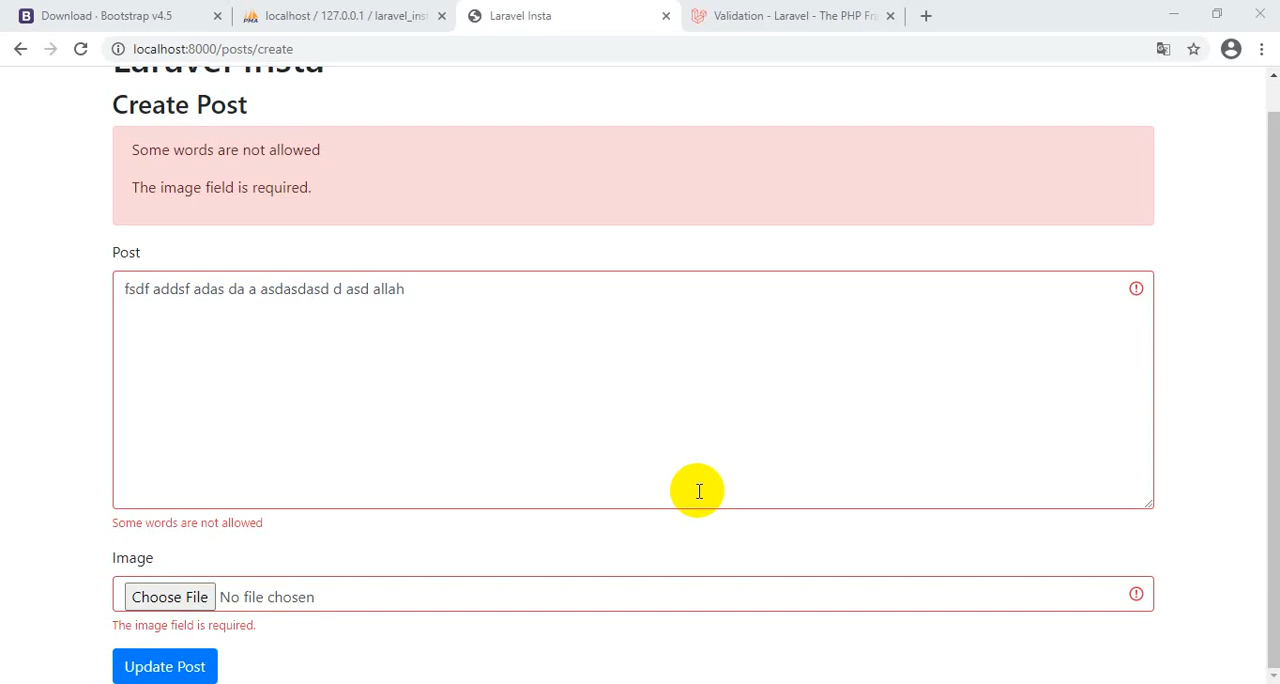 Download · Bootstrap v4.5
localhost / 127.0.0.1 / laravel_inst
Laravel Insta
Validation - Laravel - The PHP Fr
localhost:8000/posts/create
Laravel Insta
Create Post
Some words are not allowed
The image field is required.
Post
fsdf addsf adas da a asdasdasd d asd allah
Some words are not allowed
Image
Choose File No file chosen
The image field is required.
Update Post